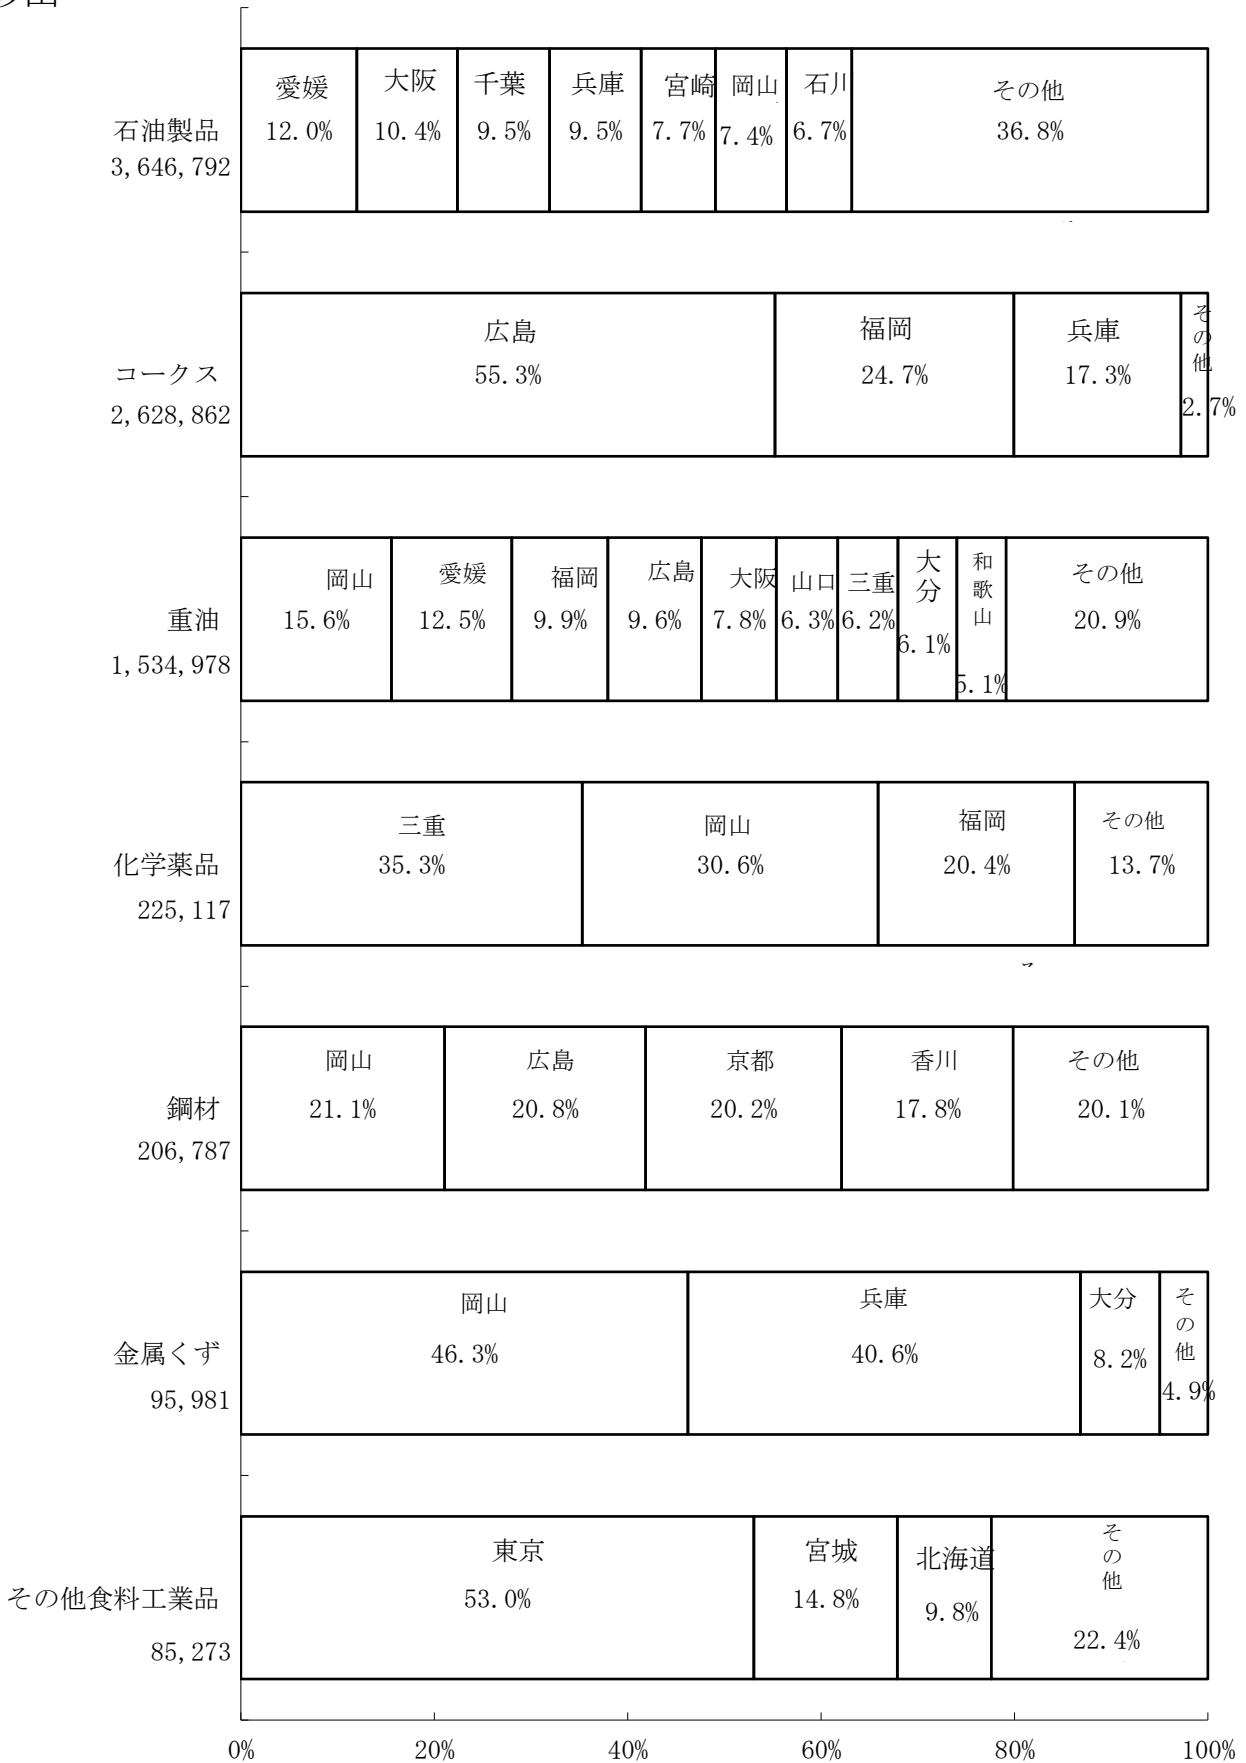 愛媛 大阪 千葉 兵庫 宮崎 岡山 石川 その他
石油製品 12.0% 10.4% 9.5% 9.5% 7.7% 7.4% 6.7% 36.8%
3,646,792
広島 福岡 兵庫 その他
コークス 55.3% 24.7% 17.3% 2.7%
2,628,862
岡山 愛媛 福岡 広島 大阪 山口 三重 大分 和歌山 その他
重油 15.6% 12.5% 9.9% 9.6% 7.8% 6.3% 6.2% 6.1% 5.1% 20.9%
1,534,978
三重 岡山 福岡 その他
化学薬品 35.3% 30.6% 20.4% 13.7%
225,117
岡山 広島 京都 香川 その他
鋼材 21.1% 20.8% 20.2% 17.8% 20.1%
206,787
岡山 兵庫 大分 その他
金属くず 46.3% 40.6% 8.2% 4.9%
95,981
東京 宮城 北海道 その他
その他食料工業品 53.0% 14.8% 9.8% 22.4%
85,273
0% 20% 40% 60% 80% 100%